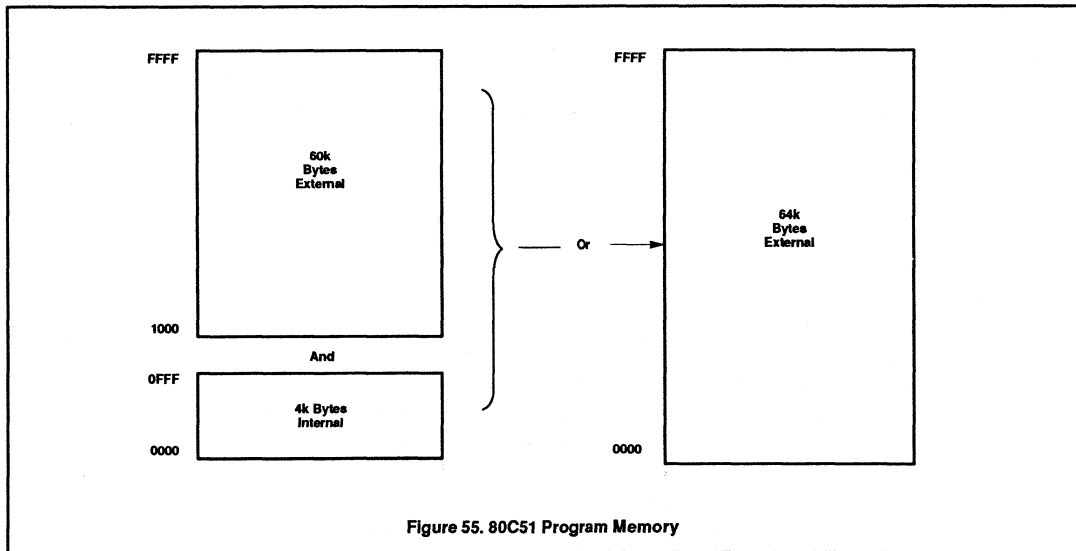 FFFF
60k
Bytes
External
1000
And
0FFF
4k Bytes
Internal
0000
Or
FFFF
64k
Bytes
External
0000
Figure 55. 80C51 Program Memory